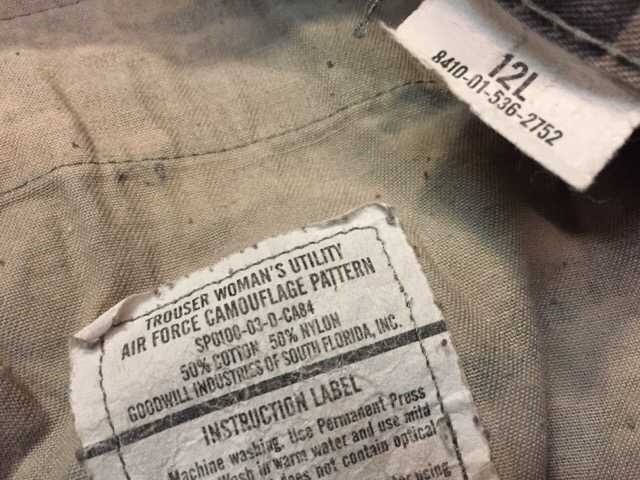 12L
8410-01-536-2752
TROUSER WOMAN'S UTILITY
AIR FORCE CAMOUFLAGE PATTERN
SPO108-03-D-CA84
50% COTTON 50% NYLON
GOODWILL INDUSTRIES OF SOUTH FLORIDA, INC.
INSTRUCTION LABEL
Machine washing. Use Permanent Press
Wash in warm water and use mild
does not contain optical
using